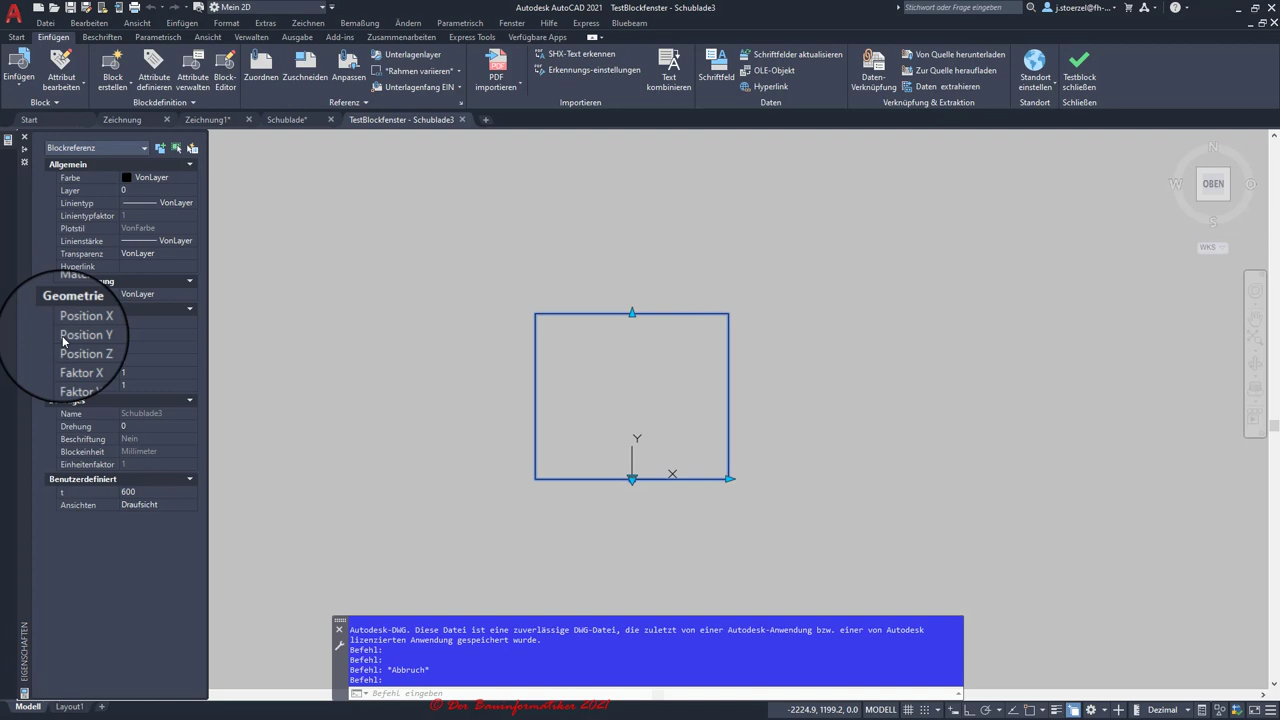 Mein 2D
Autodesk AutoCAD 2021 TestBlockfenster - Schublade3
Stichwort oder Frage eingeben
j.stoerzel@fh-...
Datei Bearbeiten Ansicht Einfügen Format Extras Zeichnen Bemaßung Ändern Parametrisch Fenster Hilfe Express Bluebeam
Start Einfügen Beschriften Parametrisch Ansicht Verwalten Ausgabe Add-ins Zusammenarbeiten Express Tools Verfügbare Apps
Einfügen
Attribut bearbeiten
Block
Block erstellen
Attribute definieren
Attribute verwalten
Block-Editor
Blockdefinition
Zuordnen Zuschneiden Anpassen
Unterlagenlayer
*Rahmen variieren*
Unterlagenfang EIN
Referenz
PDF importieren
SHX-Text erkennen
Erkennungs-einstellungen
Text kombinieren
Importieren
Schriftfeld
Schriftfelder aktualisieren
OLE-Objekt
Hyperlink
Daten
Daten-Verknüpfung
Von Quelle herunterladen
Zur Quelle heraufladen
Daten extrahieren
Verknüpfung & Extraktion
Standort einstellen
Standort
Testblock schließen
Schließen
Start Zeichnung Zeichnung1* Schublade* TestBlockfenster - Schublade3
Blockreferenz
Allgemein
Farbe VonLayer
Layer 0
Linientyp VonLayer
Linientypfaktor 1
Plotstil VonFarbe
Linienstärke VonLayer
Transparenz VonLayer
Hyperlink
VonLayer
Geometrie
Position X
Position Y
Position Z
Faktor X 1
Faktor 1
Name Schublade3
Drehung 0
Beschriftung Nein
Blockeinheit Millimeter
Einheitenfaktor 1
Benutzerdefiniert
t 600
Ansichten Draufsicht
EIGENSCHAFTEN
N
W OBEN O
S
WKS
Y
X
Autodesk-DWG. Diese Datei ist eine zuverlässige DWG-Datei, die zuletzt von einer Autodesk-Anwendung bzw. einer von Autodesk
lizenzierten Anwendung gespeichert wurde.
Befehl:
Befehl:
Befehl: *Abbruch*
Befehl:
Befehl eingeben
© Der Bauinformatiker 2021
Modell Layout1
-2224.9, 1199.2, 0.0 MODELL
Dezimal